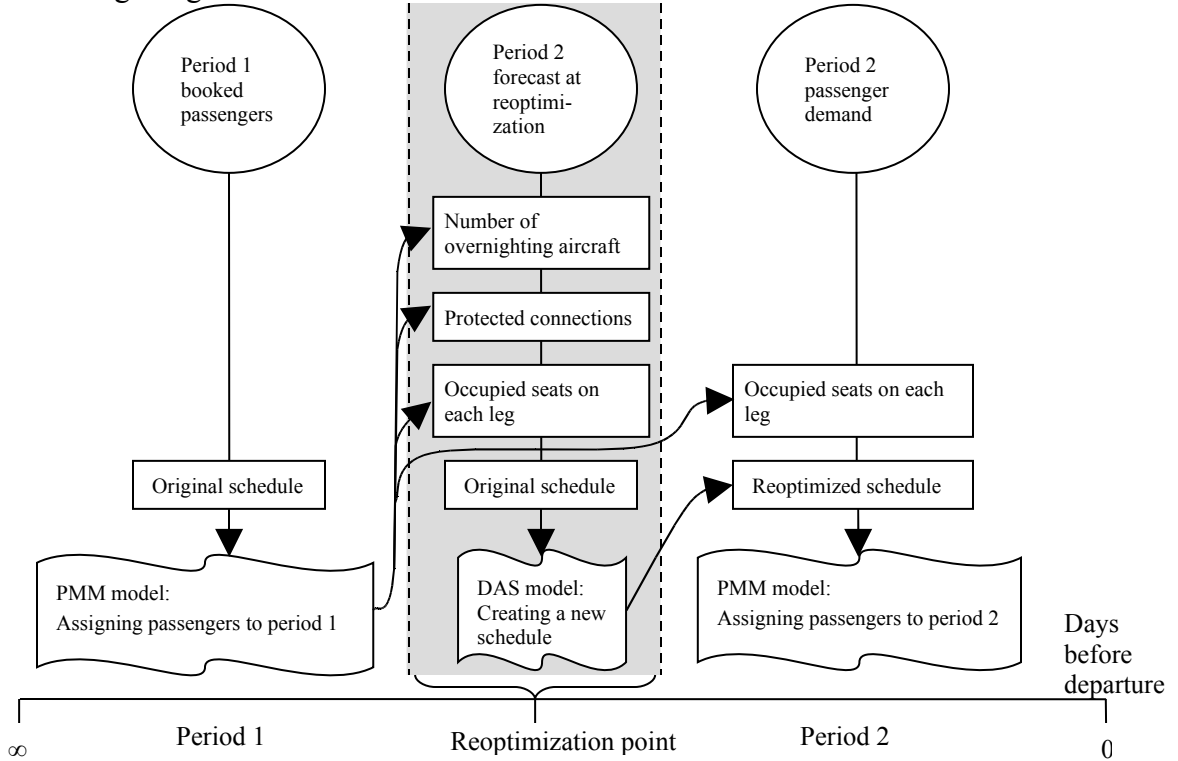 Period 1
booked
passengers
Period 2
forecast at
reoptimi-
zation
Period 2
passenger
demand
Number of
overnighting aircraft
Protected connections
Occupied seats on
each leg
Occupied seats on each
leg
Original schedule
Original schedule
Reoptimized schedule
PMM model:
Assigning passengers to period 1
DAS model:
Creating a new
schedule
PMM model:
Assigning passengers to period 2
Days
before
departure
∞
Period 1
Reoptimization point
Period 2
0